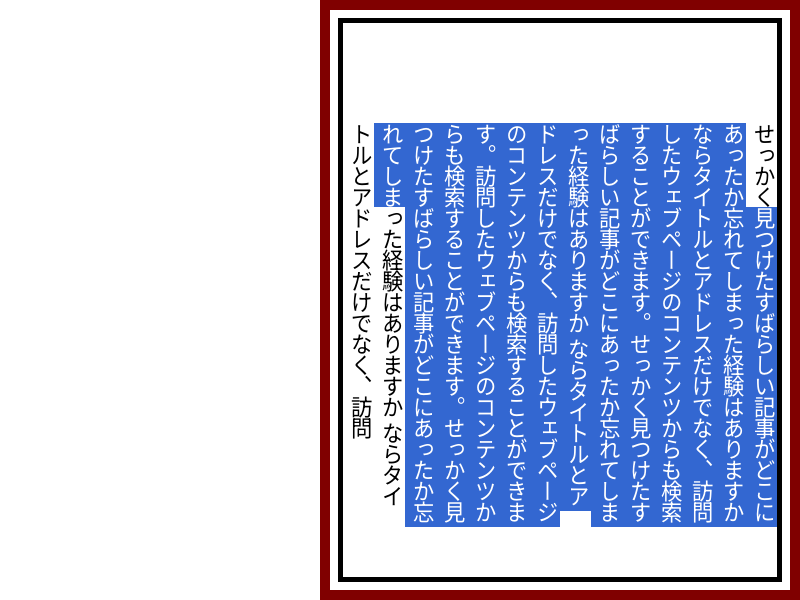 せっかく見つけたすばらしい記事がどこに
あったか忘れてしまった経験はありますか
ならタイトルとアドレスだけでなく、訪問
したウェブページのコンテンツからも検索
することができます。せっかく見つけたす
ばらしい記事がどこにあったか忘れてしま
った経験はありますか ならタイトルとア
ドレスだけでなく、訪問したウェブページ
のコンテンツからも検索することができま
す。訪問したウェブページのコンテンツか
らも検索することができます。せっかく見
つけたすばらしい記事がどこにあったか忘
れてしまった経験はありますか ならタイ
トルとアドレスだけでなく、訪問